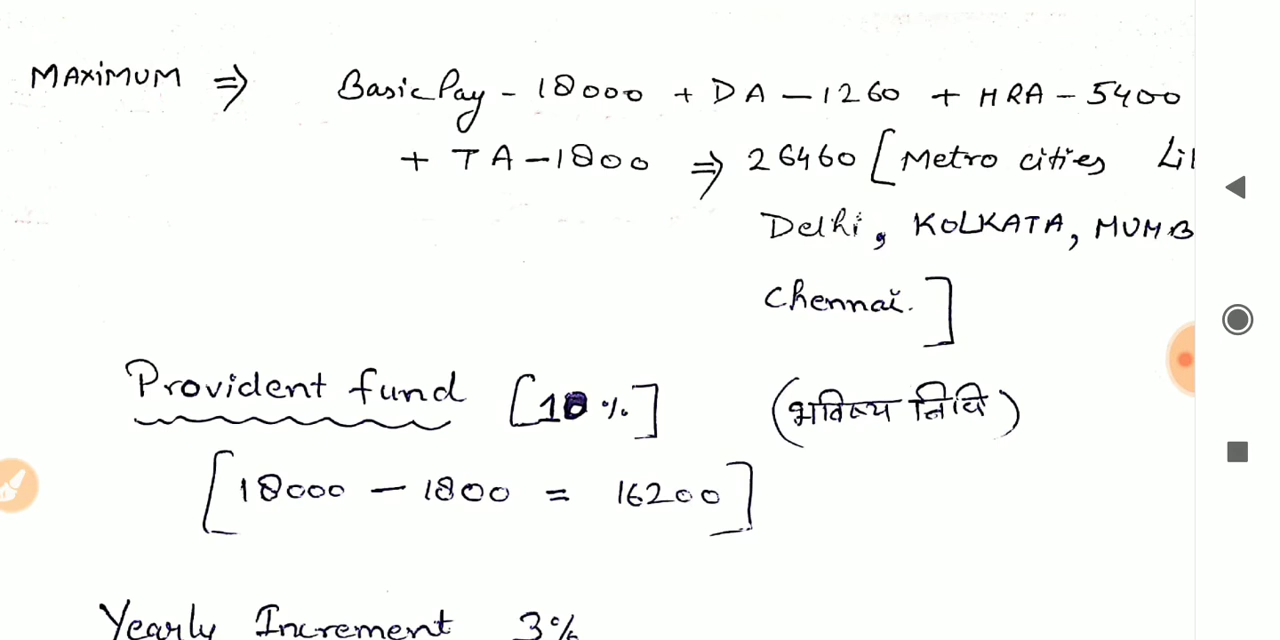 MAXIMUM ⇒ Basic Pay - 18000 + DA - 1260 + HRA - 5400
+ TA - 1800 ⇒ 26460 [Metro cities
Delhi, KOLKATA,
Chennai.]
Provident fund [10%] (भविष्य निधि)
[18000 - 1800 = 16200]
Yearly Increment 3%